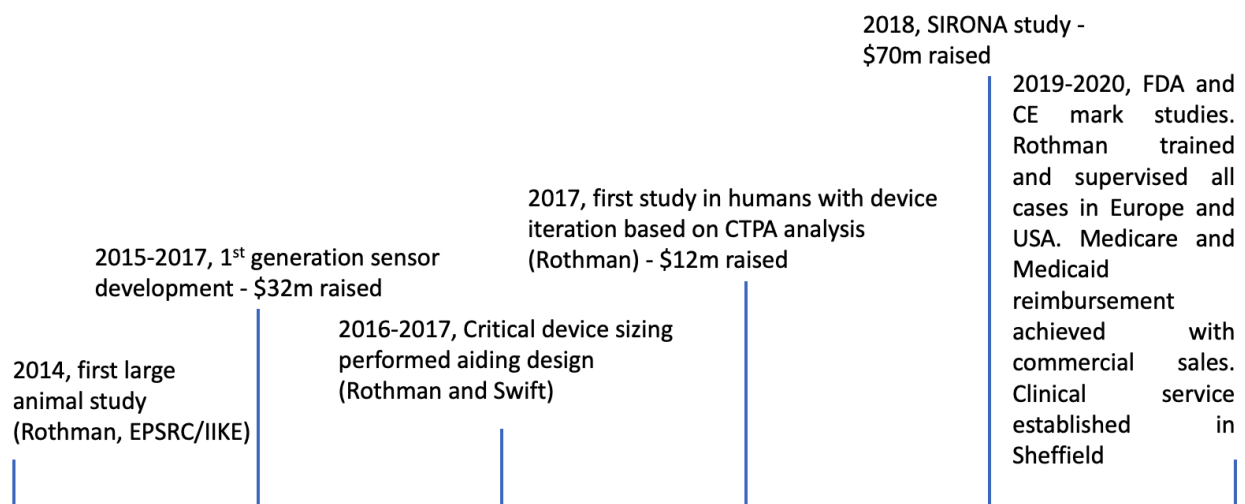 2014, first large
animal study
(Rothman, EPSRC/IIKE)
2015-2017, 1st generation sensor
development - $32m raised
2016-2017, Critical device sizing
performed aiding design
(Rothman and Swift)
2017, first study in humans with device
iteration based on CTPA analysis
(Rothman) - $12m raised
2018, SIRONA study -
$70m raised
2019-2020, FDA and
CE mark studies.
Rothman trained
and supervised all
cases in Europe and
USA. Medicare and
Medicaid
reimbursement
achieved with
commercial sales.
Clinical service
established in
Sheffield